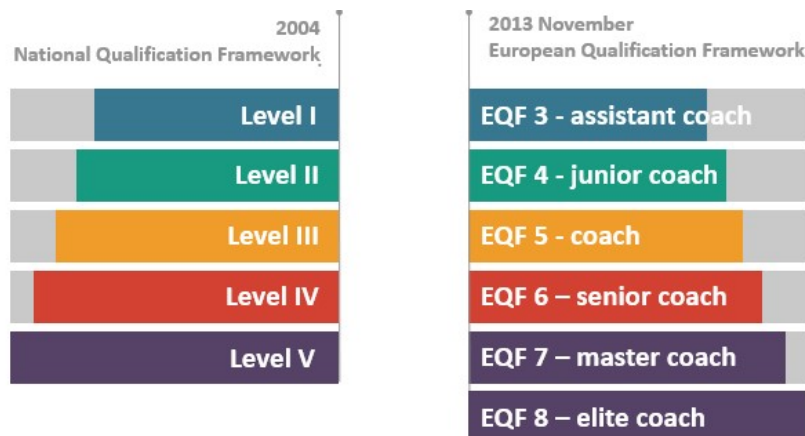 2004
National Qualification Framework
Level I
Level II
Level III
Level IV
Level V
2013 November
European Qualification Framework
EQF 3 - assistant coach
EQF 4 - junior coach
EQF 5 - coach
EQF 6 – senior coach
EQF 7 – master coach
EQF 8 – elite coach